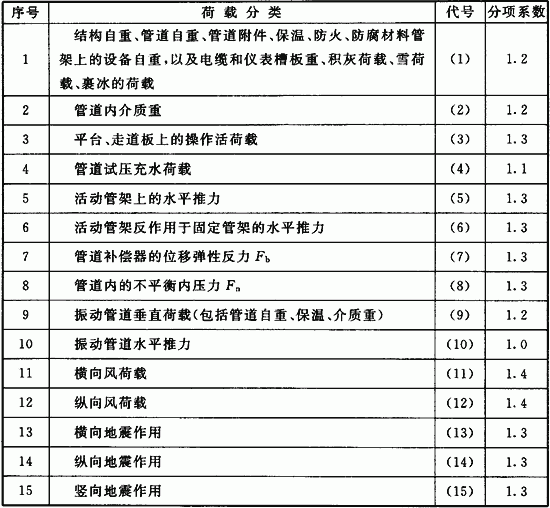 序号 荷载分类 代号 分项系数
结构自重、管道自重、管道附件、保温、防火、防腐材料管
1 架上的设备自重,以及电缆和仪表槽板重、积灰荷载、雪荷 (1) 1.2
载、裹冰的荷载
2 管道内介质重 (2) 1.2
3 平台、走道板上的操作活荷载 (3) 1.3
4 管道试压充水荷载 (4) 1.1
5 活动管架上的水平推力 (5) 1.3
6 活动管架反作用于固定管架的水平推力 (6) 1.3
7 管道补偿器的位移弹性反力 Fb (7) 1.3
8 管道内的不平衡内压力 Fn (8) 1.3
9 振动管道垂直荷载(包括管道自重、保温、介质重) (9) 1.2
10 振动管道水平推力 (10) 1.0
11 横向风荷载 (11) 1.4
12 纵向风荷载 (12) 1.4
13 横向地震作用 (13) 1.3
14 纵向地震作用 (14) 1.3
15 竖向地震作用 (15) 1.3